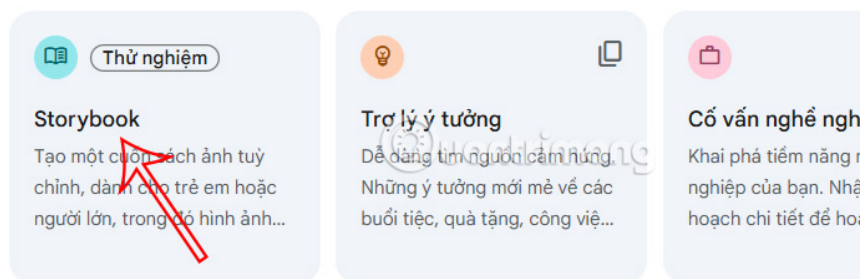 Thử nghiệm
Storybook
Tạo một cuốn sách ảnh tuỳ
chỉnh, dành cho trẻ em hoặc
người lớn, trong đó hình ảnh...
Trợ lý ý tưởng
Dễ dàng tìm nguồn cảm hứng.
Những ý tưởng mới mẻ về các
buổi tiệc, quà tặng, công việ...
Quantrimang
Cố vấn nghề ngh
Khai phá tiềm năng
nghiệp của bạn. Nhậ
hoạch chi tiết để ho